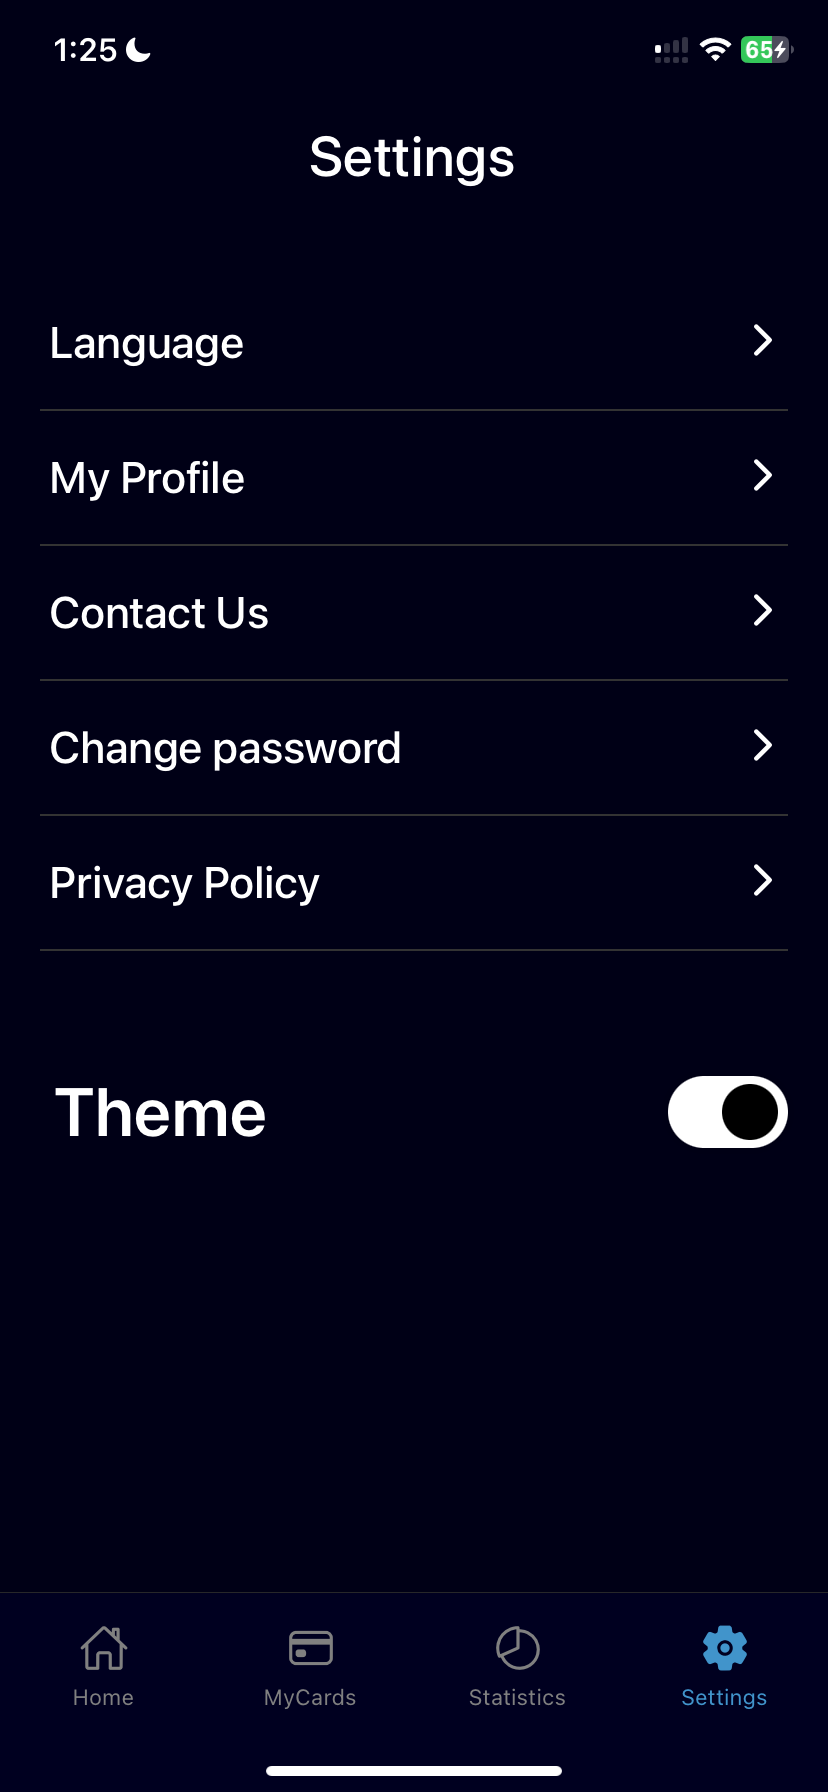 1:25
65
Settings
Language
My Profile
Contact Us
Change password
Privacy Policy
Theme
Home
MyCards
Statistics
Settings